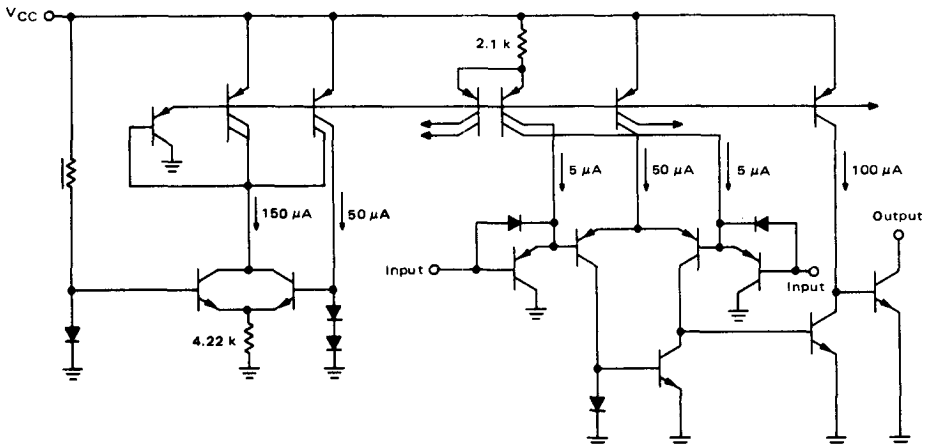 VCC
2.1 k
5 µA
50 µA
5 µA
100 µA
150 µA
50 µA
Output
Input
Input
4.22 k